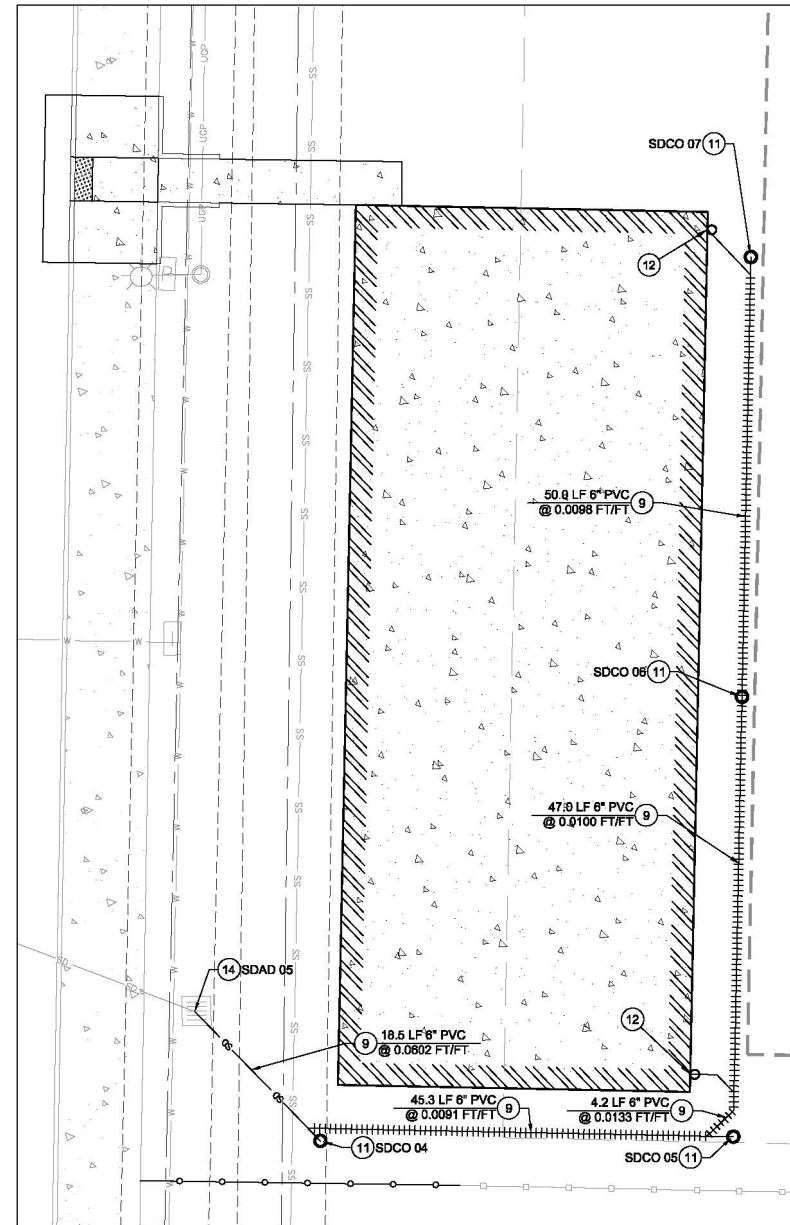 UGP
SS
UGP
SS
UGP
SS
SDCO 07 11
12
SS
W
SS
W
50.0 LF 6" PVC 9
@ 0.0098 FT/FT
SS
W
SS
W
W
SDCO 06 11
SS
W
47.0 LF 6" PVC 9
@ 0.0100 FT/FT
SS
W
SD
SD
14 SDAD 05
SS
12
9 18.5 LF 6" PVC
@ 0.0602 FT/FT
SD
SS
SD
45.3 LF 6" PVC 9
@ 0.0091 FT/FT
4.2 LF 6" PVC 9
@ 0.0133 FT/FT
11 SDCO 04
SDCO 05 11